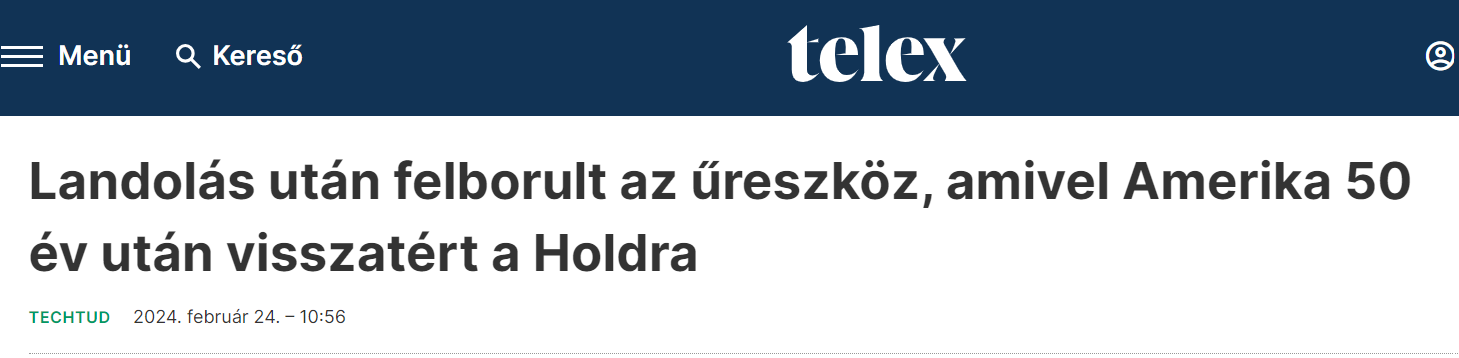 Menü Kereső telex
Landolás után felborult az űreszköz, amivel Amerika 50
év után visszatért a Holdra
TECHTUD 2024. február 24. – 10:56